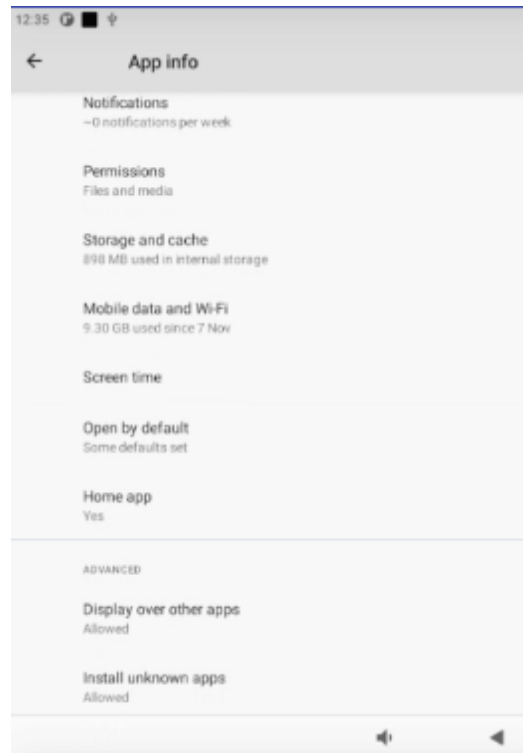 12:35
App info
Notifications
~0 notifications per week
Permissions
Files and media
Storage and cache
898 MB used in internal storage
Mobile data and Wi-Fi
9.30 GB used since 7 Nov
Screen time
Open by default
Some defaults set
Home app
Yes
ADVANCED
Display over other apps
Allowed
Install unknown apps
Allowed